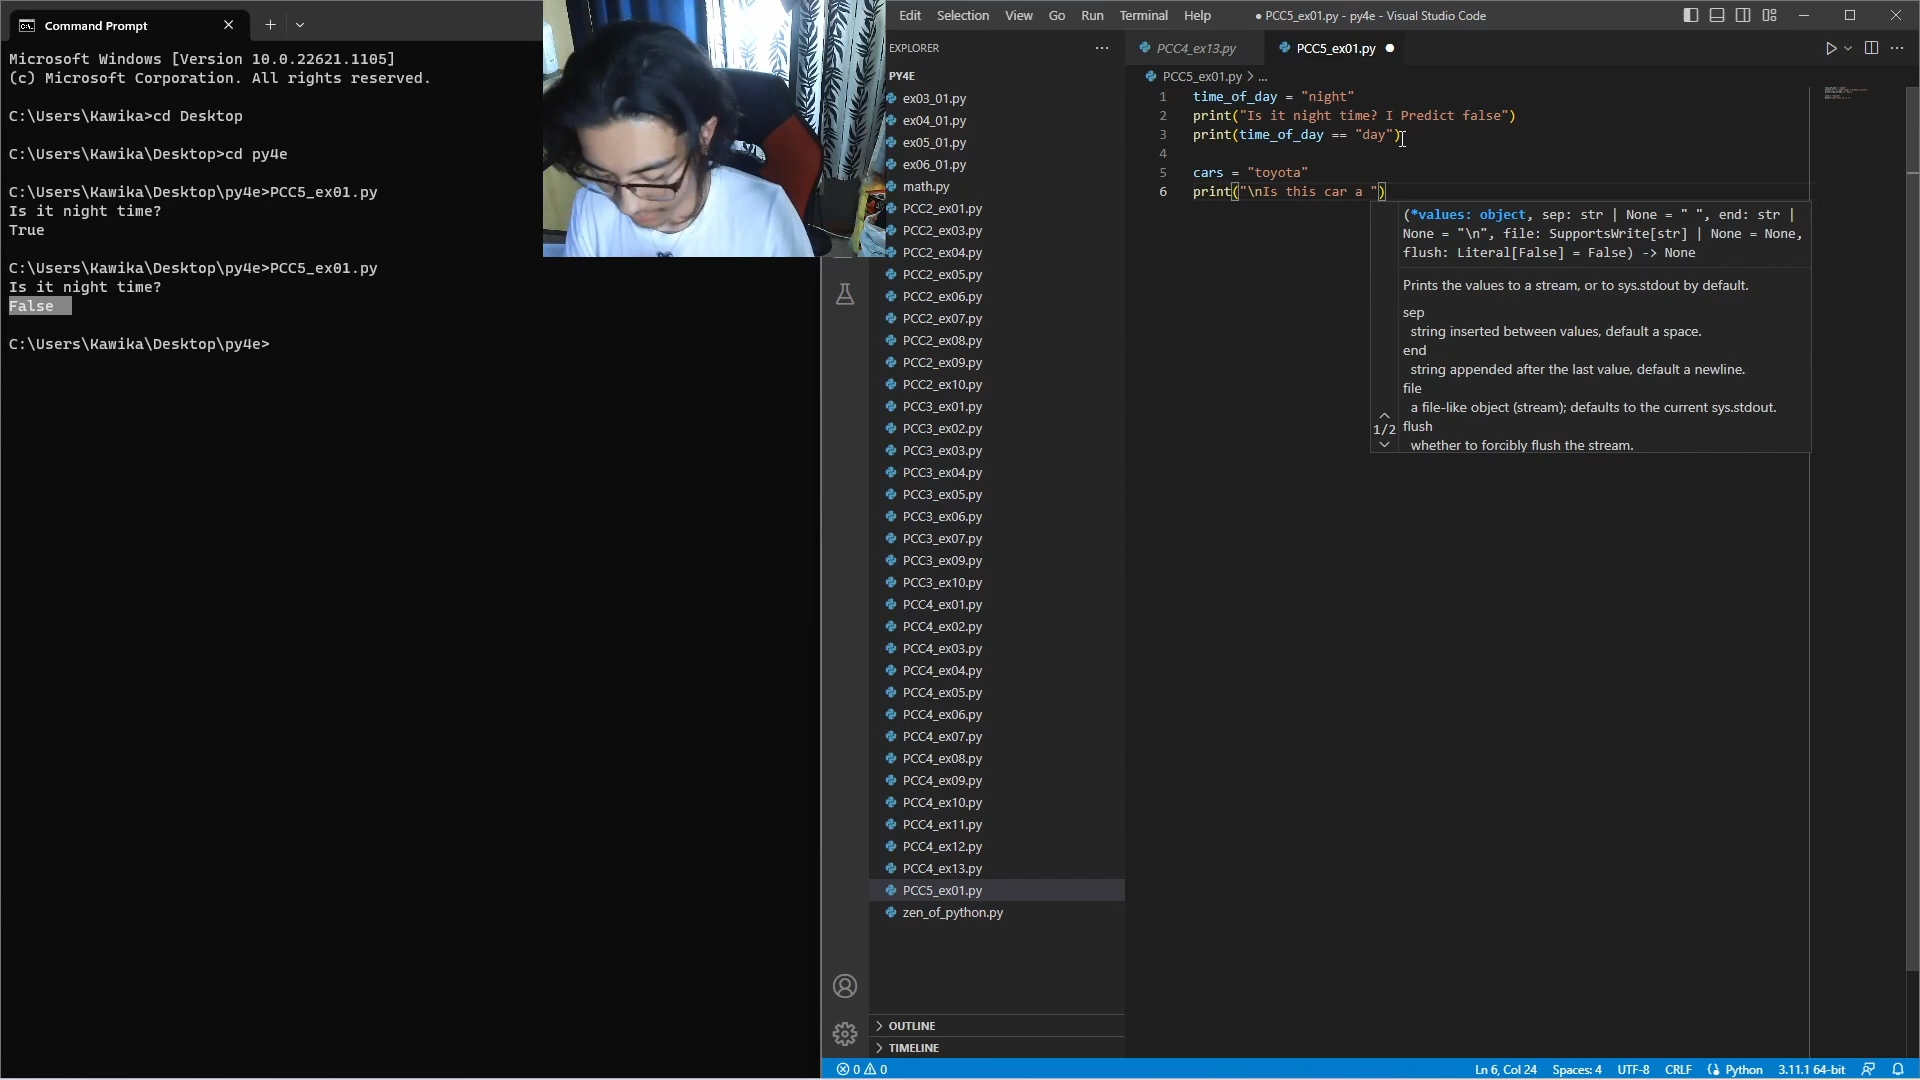 Command Prompt
Microsoft Windows [Version 10.0.22621.1105]
(c) Microsoft Corporation. All rights reserved.
C:\Users\Kawika>cd Desktop
C:\Users\Kawika\Desktop>cd py4e
C:\Users\Kawika\Desktop\py4e>PCC5_ex01.py
Is it night time?
True
C:\Users\Kawika\Desktop\py4e>PCC5_ex01.py
Is it night time?
False
C:\Users\Kawika\Desktop\py4e>
Edit Selection View Go Run Terminal Help
● PCC5_ex01.py - py4e - Visual Studio Code
EXPLORER
PY4E
ex03_01.py
ex04_01.py
ex05_01.py
ex06_01.py
math.py
PCC2_ex01.py
PCC2_ex03.py
PCC2_ex04.py
PCC2_ex05.py
PCC2_ex06.py
PCC2_ex07.py
PCC2_ex08.py
PCC2_ex09.py
PCC2_ex10.py
PCC3_ex01.py
PCC3_ex02.py
PCC3_ex03.py
PCC3_ex04.py
PCC3_ex05.py
PCC3_ex06.py
PCC3_ex07.py
PCC3_ex09.py
PCC3_ex10.py
PCC4_ex01.py
PCC4_ex02.py
PCC4_ex03.py
PCC4_ex04.py
PCC4_ex05.py
PCC4_ex06.py
PCC4_ex07.py
PCC4_ex08.py
PCC4_ex09.py
PCC4_ex10.py
PCC4_ex11.py
PCC4_ex12.py
PCC4_ex13.py
PCC5_ex01.py
zen_of_python.py
OUTLINE
TIMELINE
PCC4_ex13.py
PCC5_ex01.py
PCC5_ex01.py > ...
1 time_of_day = "night"
2 print("Is it night time? I Predict false")
3 print(time_of_day == "day")
4
5 cars = "toyota"
6 print("\nIs this car a ")
(*values: object, sep: str | None = " ", end: str |
None = "\n", file: SupportsWrite[str] | None = None,
flush: Literal[False] = False) -> None
Prints the values to a stream, or to sys.stdout by default.
sep
string inserted between values, default a space.
end
string appended after the last value, default a newline.
file
a file-like object (stream); defaults to the current sys.stdout.
1/2
flush
whether to forcibly flush the stream.
0 0
Ln 6, Col 24
Spaces: 4
UTF-8
CRLF
Python
3.11.1 64-bit